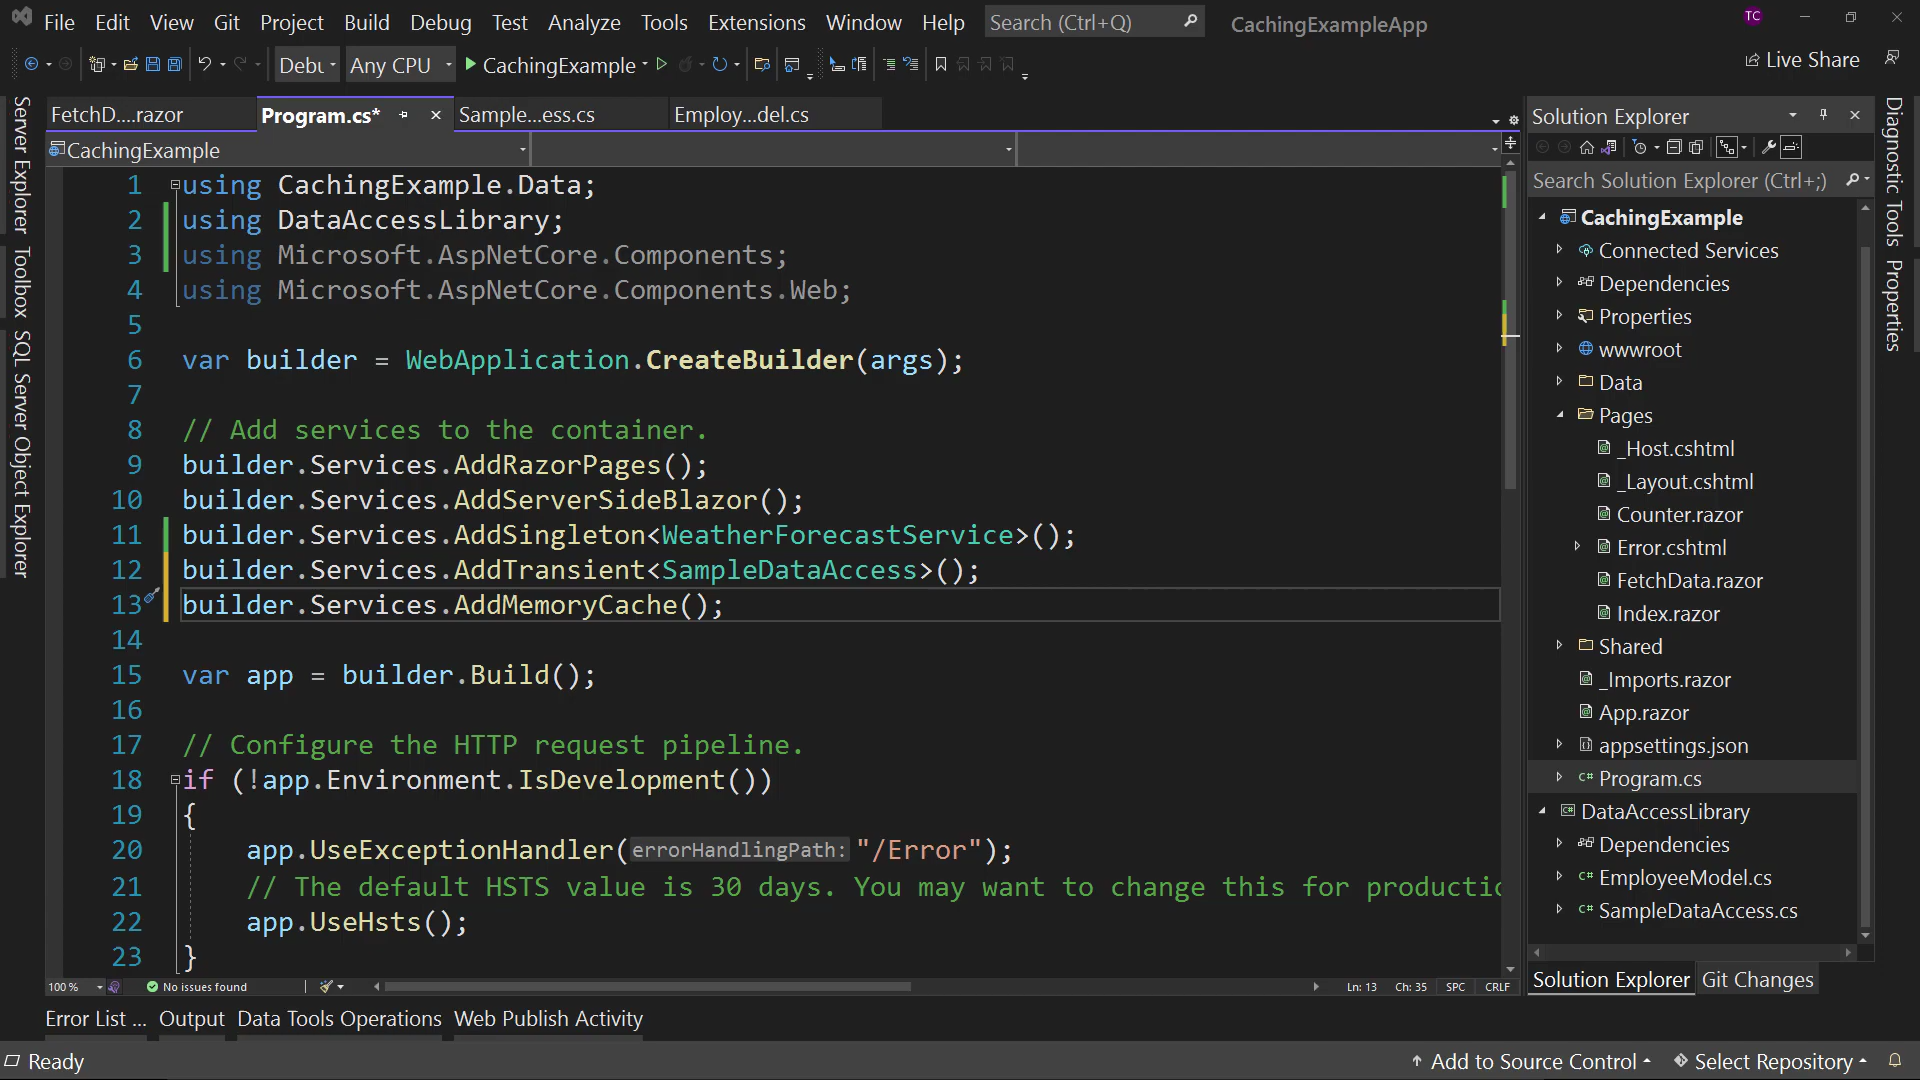 File Edit View Git Project Build Debug Test Analyze Tools Extensions Window Help Search (Ctrl+Q) CachingExampleApp TC
Debu Any CPU CachingExample Live Share
FetchD....razor Program.cs* Sample...ess.cs Employ...del.cs
CachingExample
1 using CachingExample.Data;
2 using DataAccessLibrary;
3 using Microsoft.AspNetCore.Components;
4 using Microsoft.AspNetCore.Components.Web;
5
6 var builder = WebApplication.CreateBuilder(args);
7
8 // Add services to the container.
9 builder.Services.AddRazorPages();
10 builder.Services.AddServerSideBlazor();
11 builder.Services.AddSingleton<WeatherForecastService>();
12 builder.Services.AddTransient<SampleDataAccess>();
13 builder.Services.AddMemoryCache();
14
15 var app = builder.Build();
16
17 // Configure the HTTP request pipeline.
18 if (!app.Environment.IsDevelopment())
19 {
20 app.UseExceptionHandler(errorHandlingPath: "/Error");
21 // The default HSTS value is 30 days. You may want to change this for productio
22 app.UseHsts();
23 }
100 % No issues found Ln: 13 Ch: 35 SPC CRLF
Error List ... Output Data Tools Operations Web Publish Activity
Ready Add to Source Control Select Repository
Server Explorer
Toolbox
SQL Server Object Explorer
Solution Explorer
Search Solution Explorer (Ctrl+;)
CachingExample
Connected Services
Dependencies
Properties
wwwroot
Data
Pages
_Host.cshtml
_Layout.cshtml
Counter.razor
Error.cshtml
FetchData.razor
Index.razor
Shared
_Imports.razor
App.razor
appsettings.json
Program.cs
DataAccessLibrary
Dependencies
EmployeeModel.cs
SampleDataAccess.cs
Solution Explorer Git Changes
Diagnostic Tools
Properties